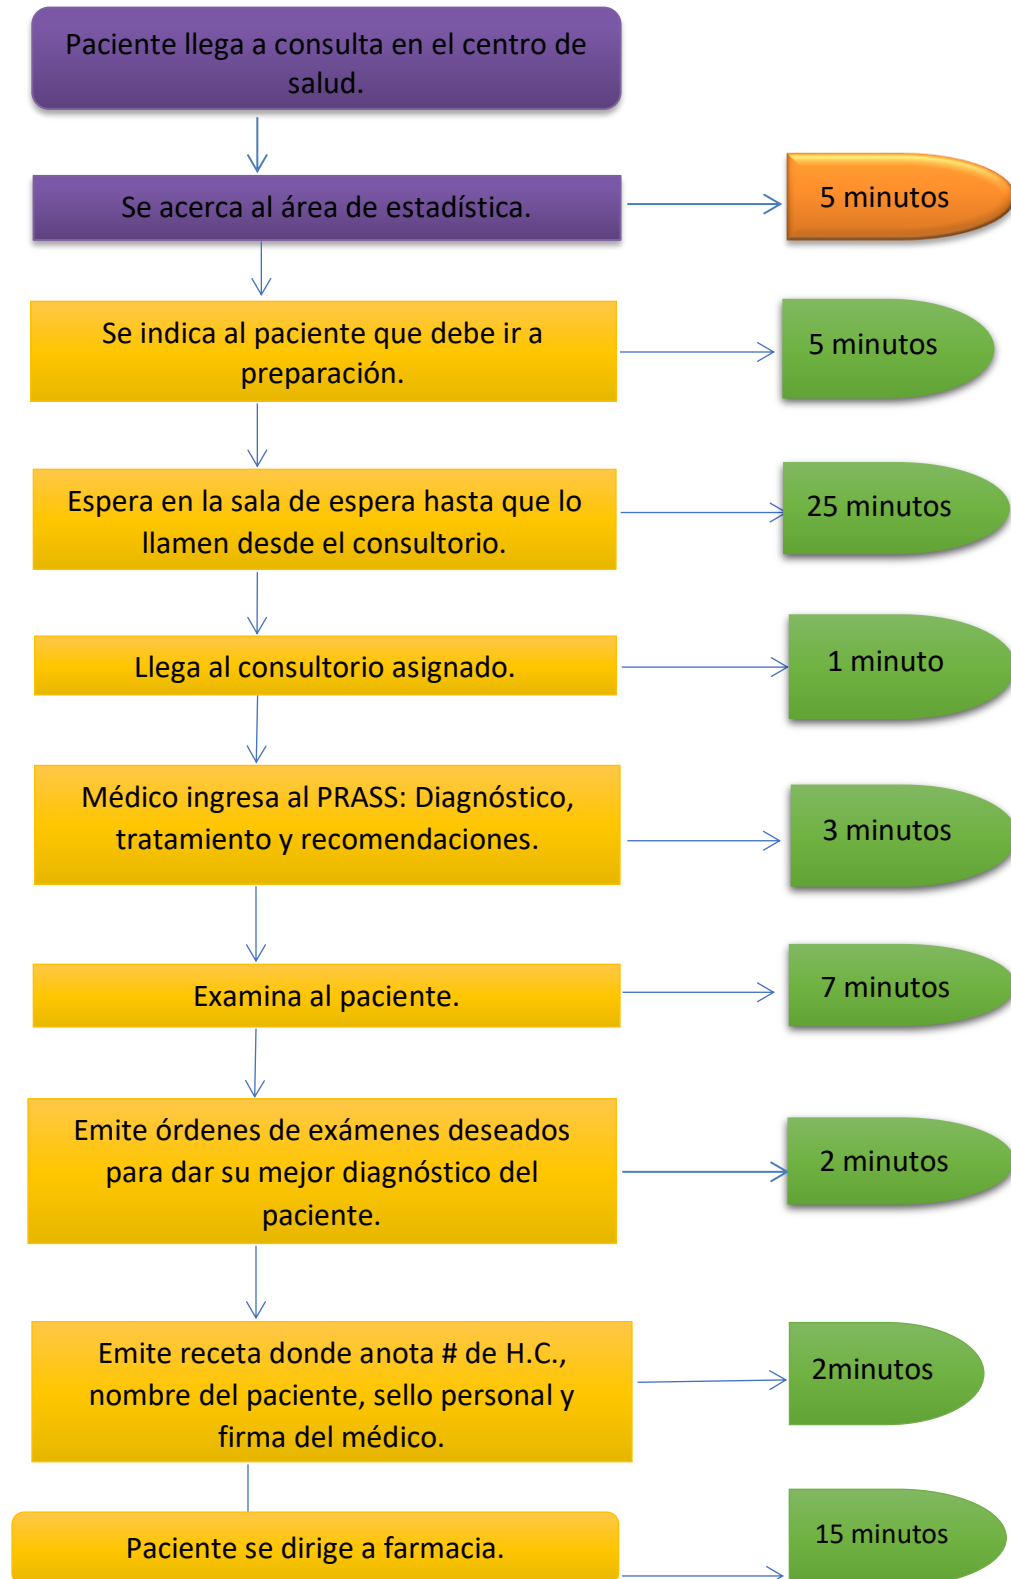 Paciente llega a consulta en el centro de
salud.
Se acerca al área de estadística.
5 minutos
Se indica al paciente que debe ir a
preparación.
5 minutos
Espera en la sala de espera hasta que lo
llamen desde el consultorio.
25 minutos
Llega al consultorio asignado.
1 minuto
Médico ingresa al PRASS: Diagnóstico,
tratamiento y recomendaciones.
3 minutos
Examina al paciente.
7 minutos
Emite órdenes de exámenes deseados
para dar su mejor diagnóstico del
paciente.
2 minutos
Emite receta donde anota # de H.C.,
nombre del paciente, sello personal y
firma del médico.
2minutos
Paciente se dirige a farmacia.
15 minutos